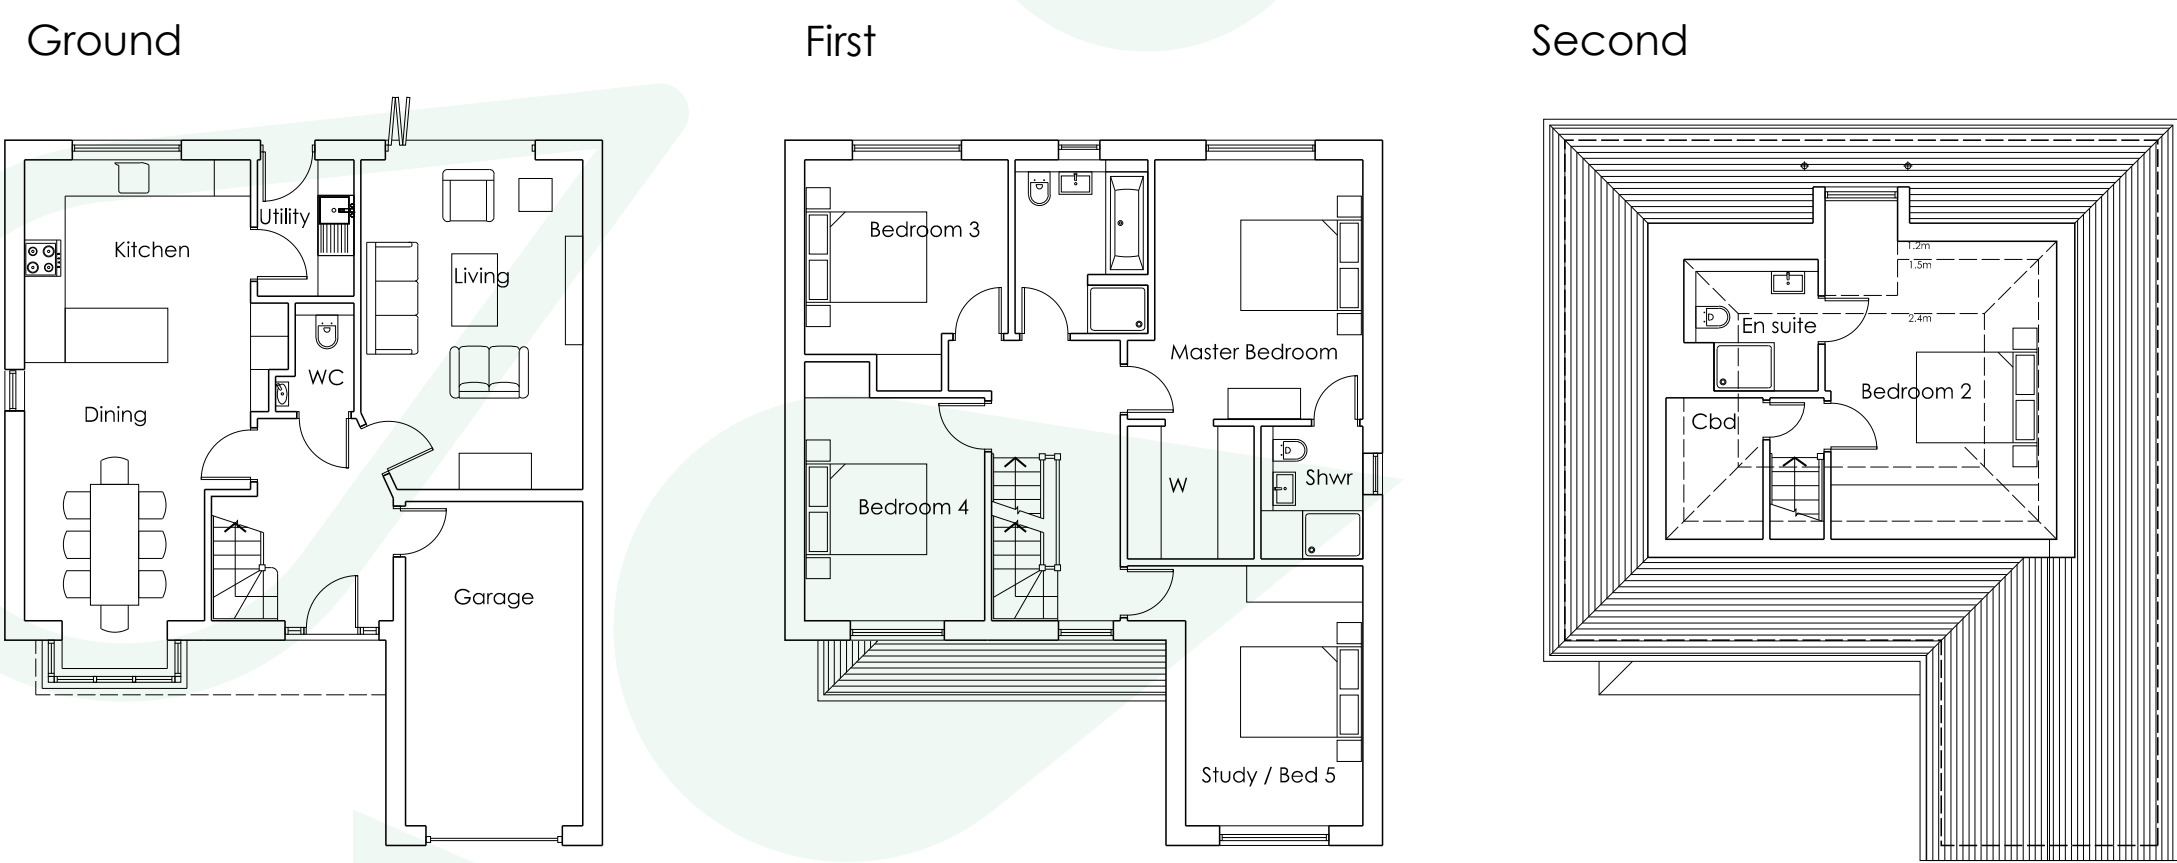 Ground
First
Second
Utility
Kitchen
Living
WC
Dining
Garage
Bedroom 3
Master Bedroom
W
Shwr
Bedroom 4
Study / Bed 5
1.2m
1.5m
2.4m
En suite
Bedroom 2
Cbd